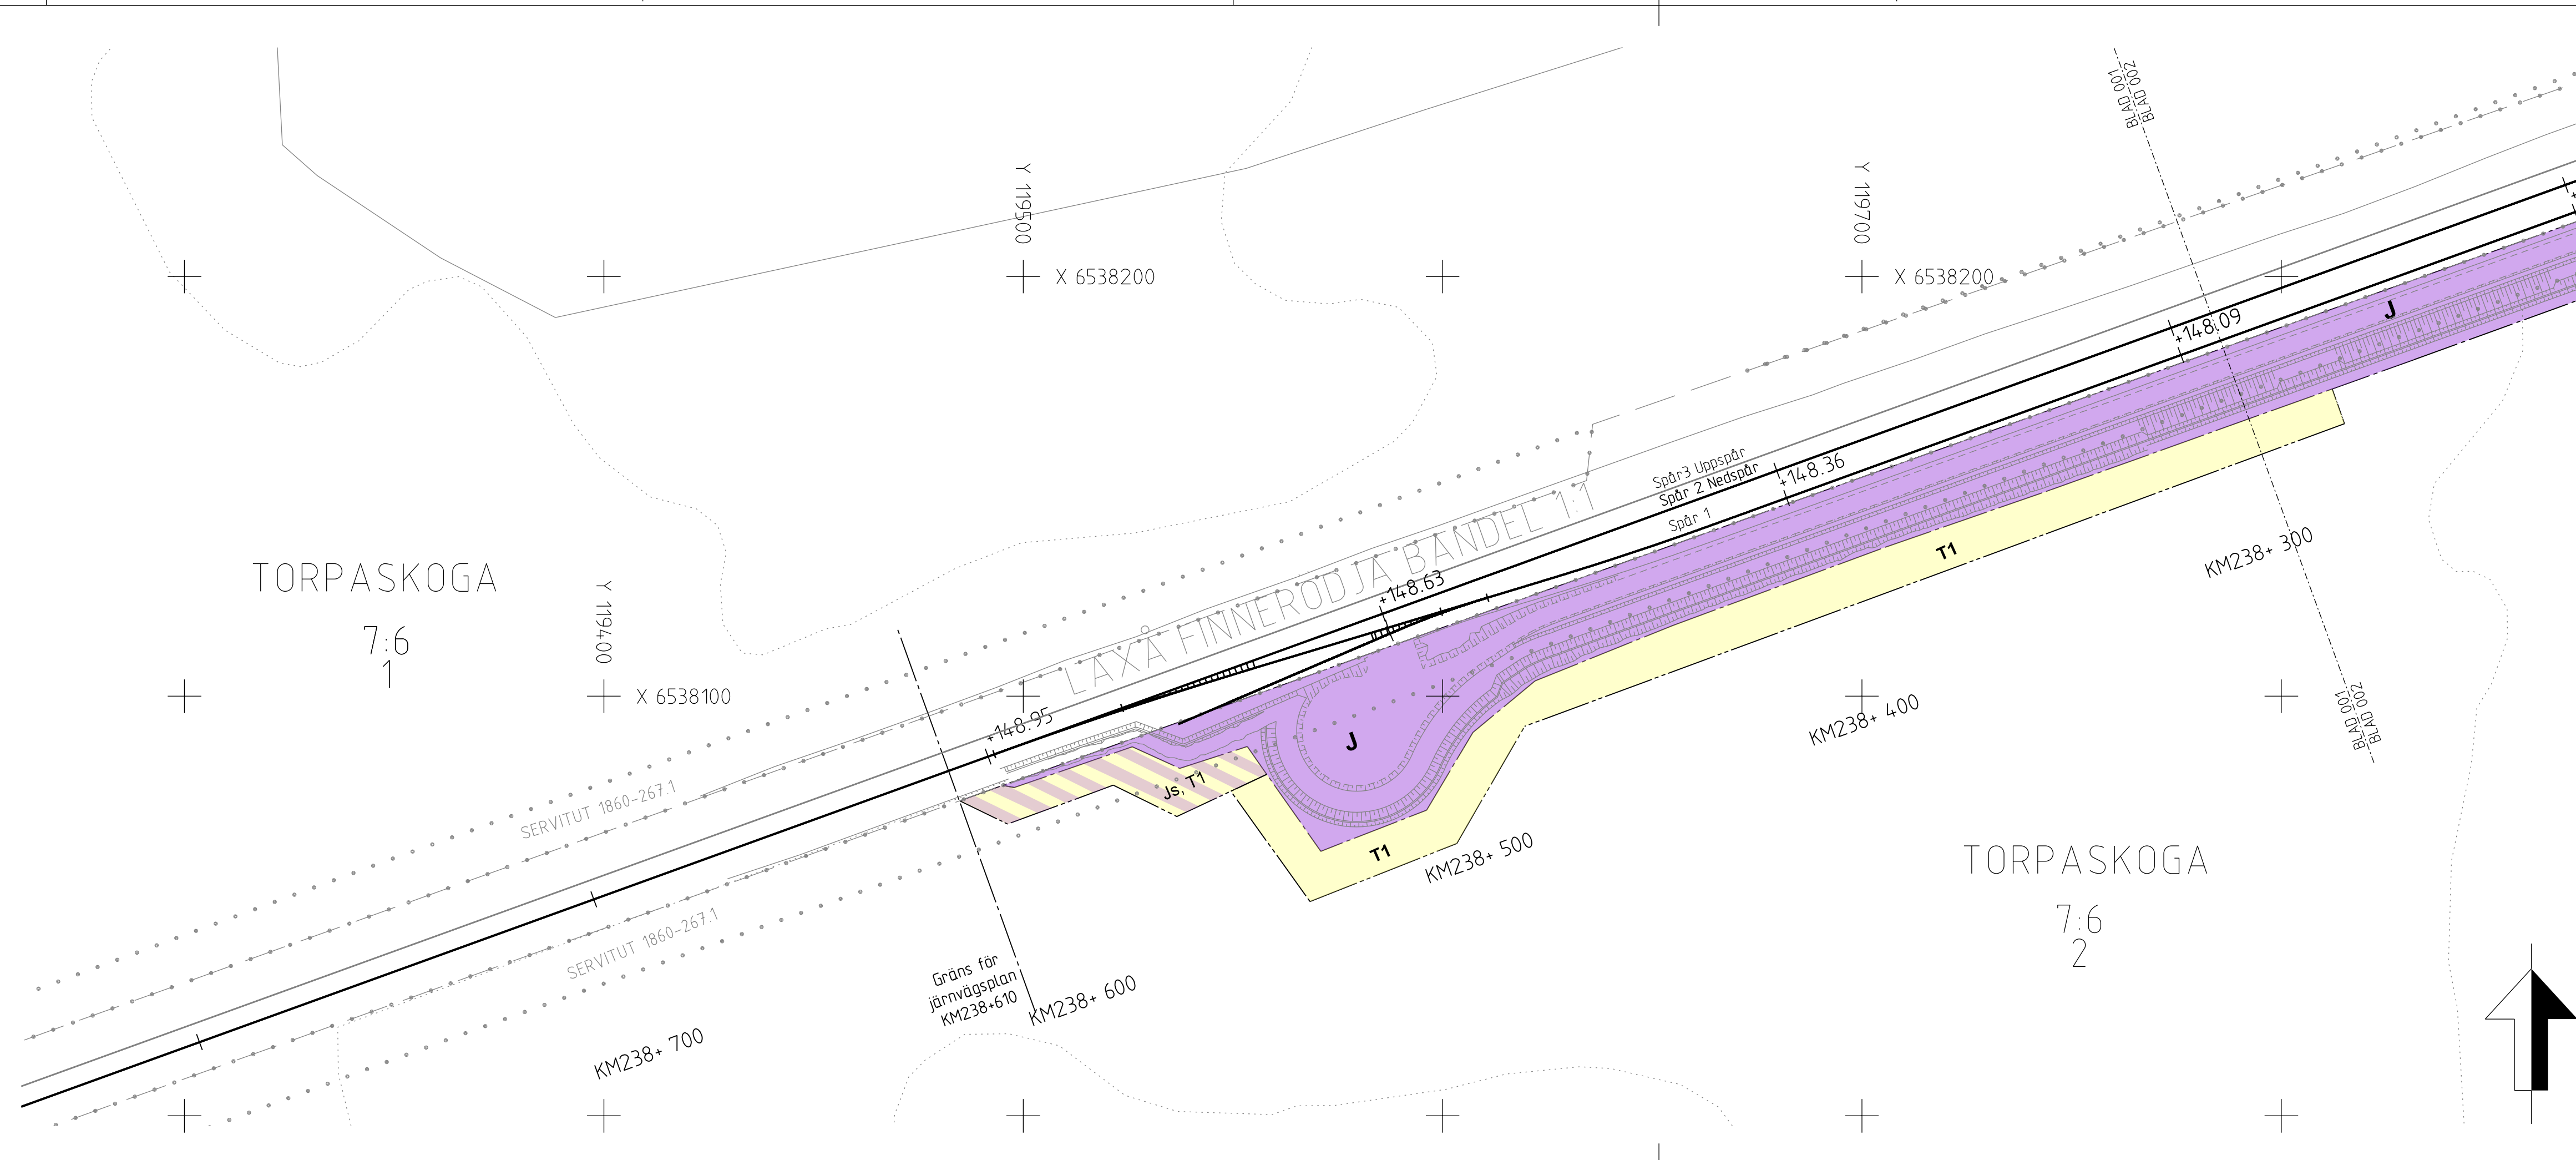 BLAD 001
BLAD 002
Y 119500
Y 119700
X 6538200
X 6538200
J
+148.09
Spår3 Uppspår
Spår 2 Nedspår
+148.36
Spår 1
LAXÅ FINNERÖDJA BANDEL 1.1
T1
KM238+ 300
TORPASKOGA
7:6
1
Y 119400
X 6538100
+148.63
+148.95
J
KM238+ 400
BLAD 001
BLAD 002
Js, T1
SERVITUT 1860-267.1
T1
KM238+ 500
TORPASKOGA
7:6
2
SERVITUT 1860-267.1
Gräns för
järnvägsplan
KM238+610
KM238+ 600
KM238+ 700